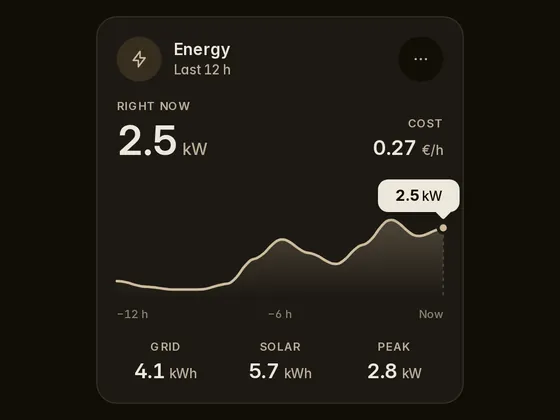 Energy
Last 12 h
RIGHT NOW
2.5 kW
COST
0.27 €/h
2.5 kW
−12 h
−6 h
Now
GRID
SOLAR
PEAK
4.1 kWh
5.7 kWh
2.8 kW